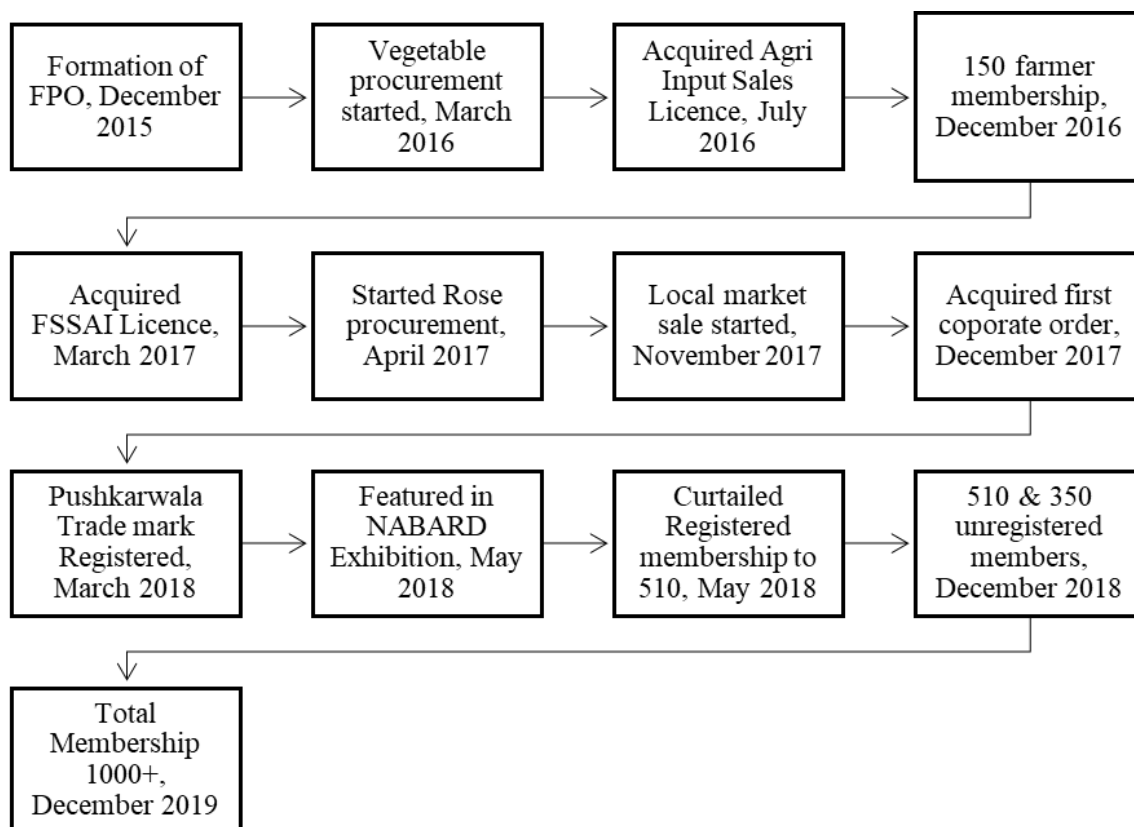 Formation of
FPO, December
2015
Vegetable
procurement
started, March
2016
Acquired Agri
Input Sales
Licence, July
2016
150 farmer
membership,
December 2016
Acquired
FSSAI Licence,
March 2017
Started Rose
procurement,
April 2017
Local market
sale started,
November 2017
Acquired first
coporate order,
December 2017
Pushkarwala
Trade mark
Registered,
March 2018
Featured in
NABARD
Exhibition, May
2018
Curtailed
Registered
membership to
510, May 2018
510 & 350
unregistered
members,
December 2018
Total
Membership
1000+,
December 2019